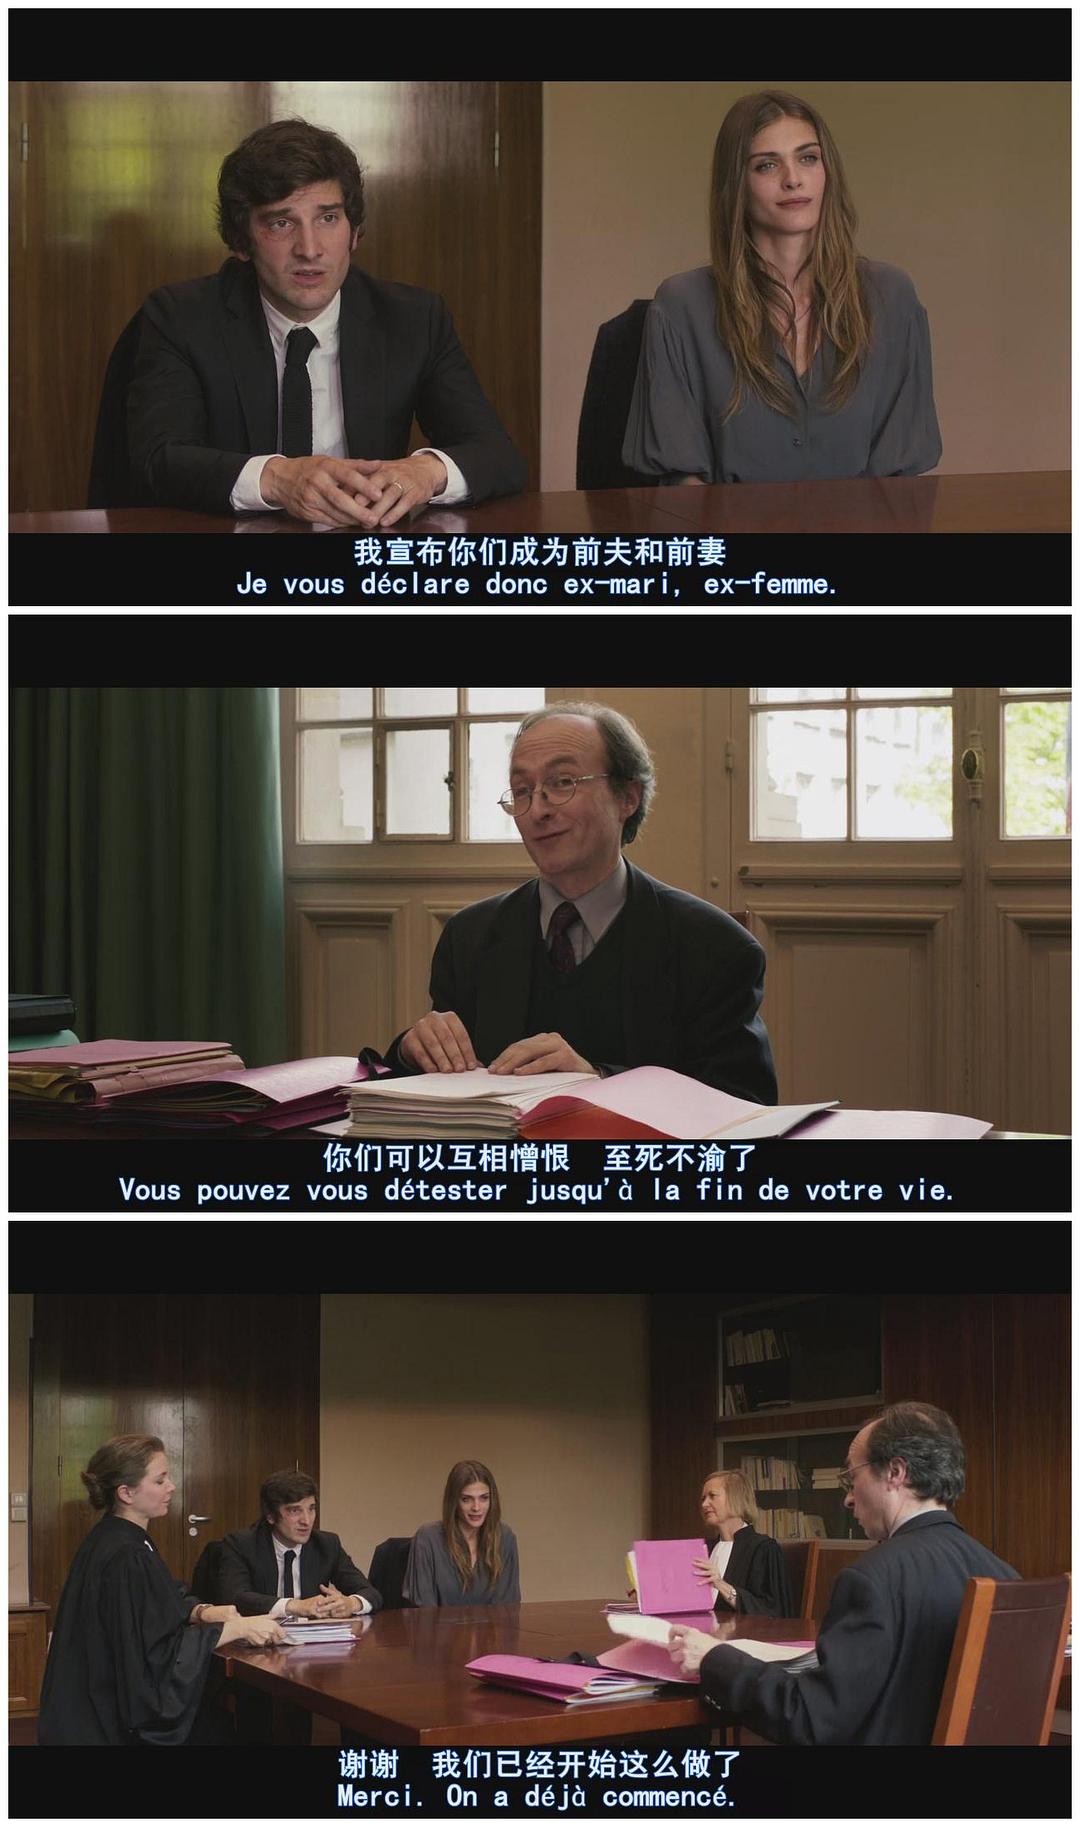 我宣布你们成为前夫和前妻
Je vous déclare donc ex-mari, ex-femme.
你们可以互相憎恨 至死不渝了
Vous pouvez vous détester jusqu'à la fin de votre vie.
谢谢 我们已经开始这么做了
Merci. On a déjà commencé.